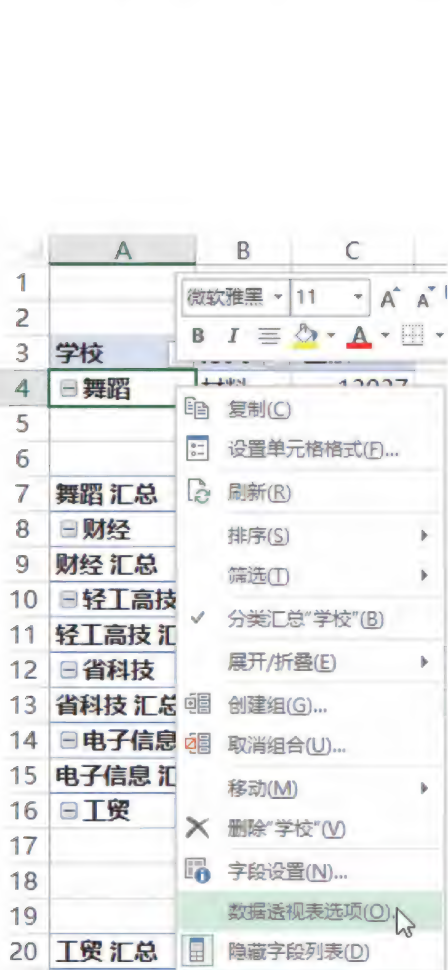 A B C
1
微软雅黑 11 A A
2
B I A
3 学校
4 舞蹈
复制(C)
5
设置单元格格式(F)...
6
7 舞蹈 汇总
刷新(R)
8 财经
排序(S)
9 财经 汇总
筛选(T)
10 轻工高技
分类汇总"学校"(B)
11 轻工高技 汇
12 省科技
展开/折叠(E)
13 省科技 汇总
创建组(G)...
14 电子信息
取消组合(U)...
15 电子信息 汇
移动(M)
16 工贸
删除"学校"(V)
17
18
字段设置(N)...
19
数据透视表选项(O)
20 工贸 汇总
隐藏字段列表(D)